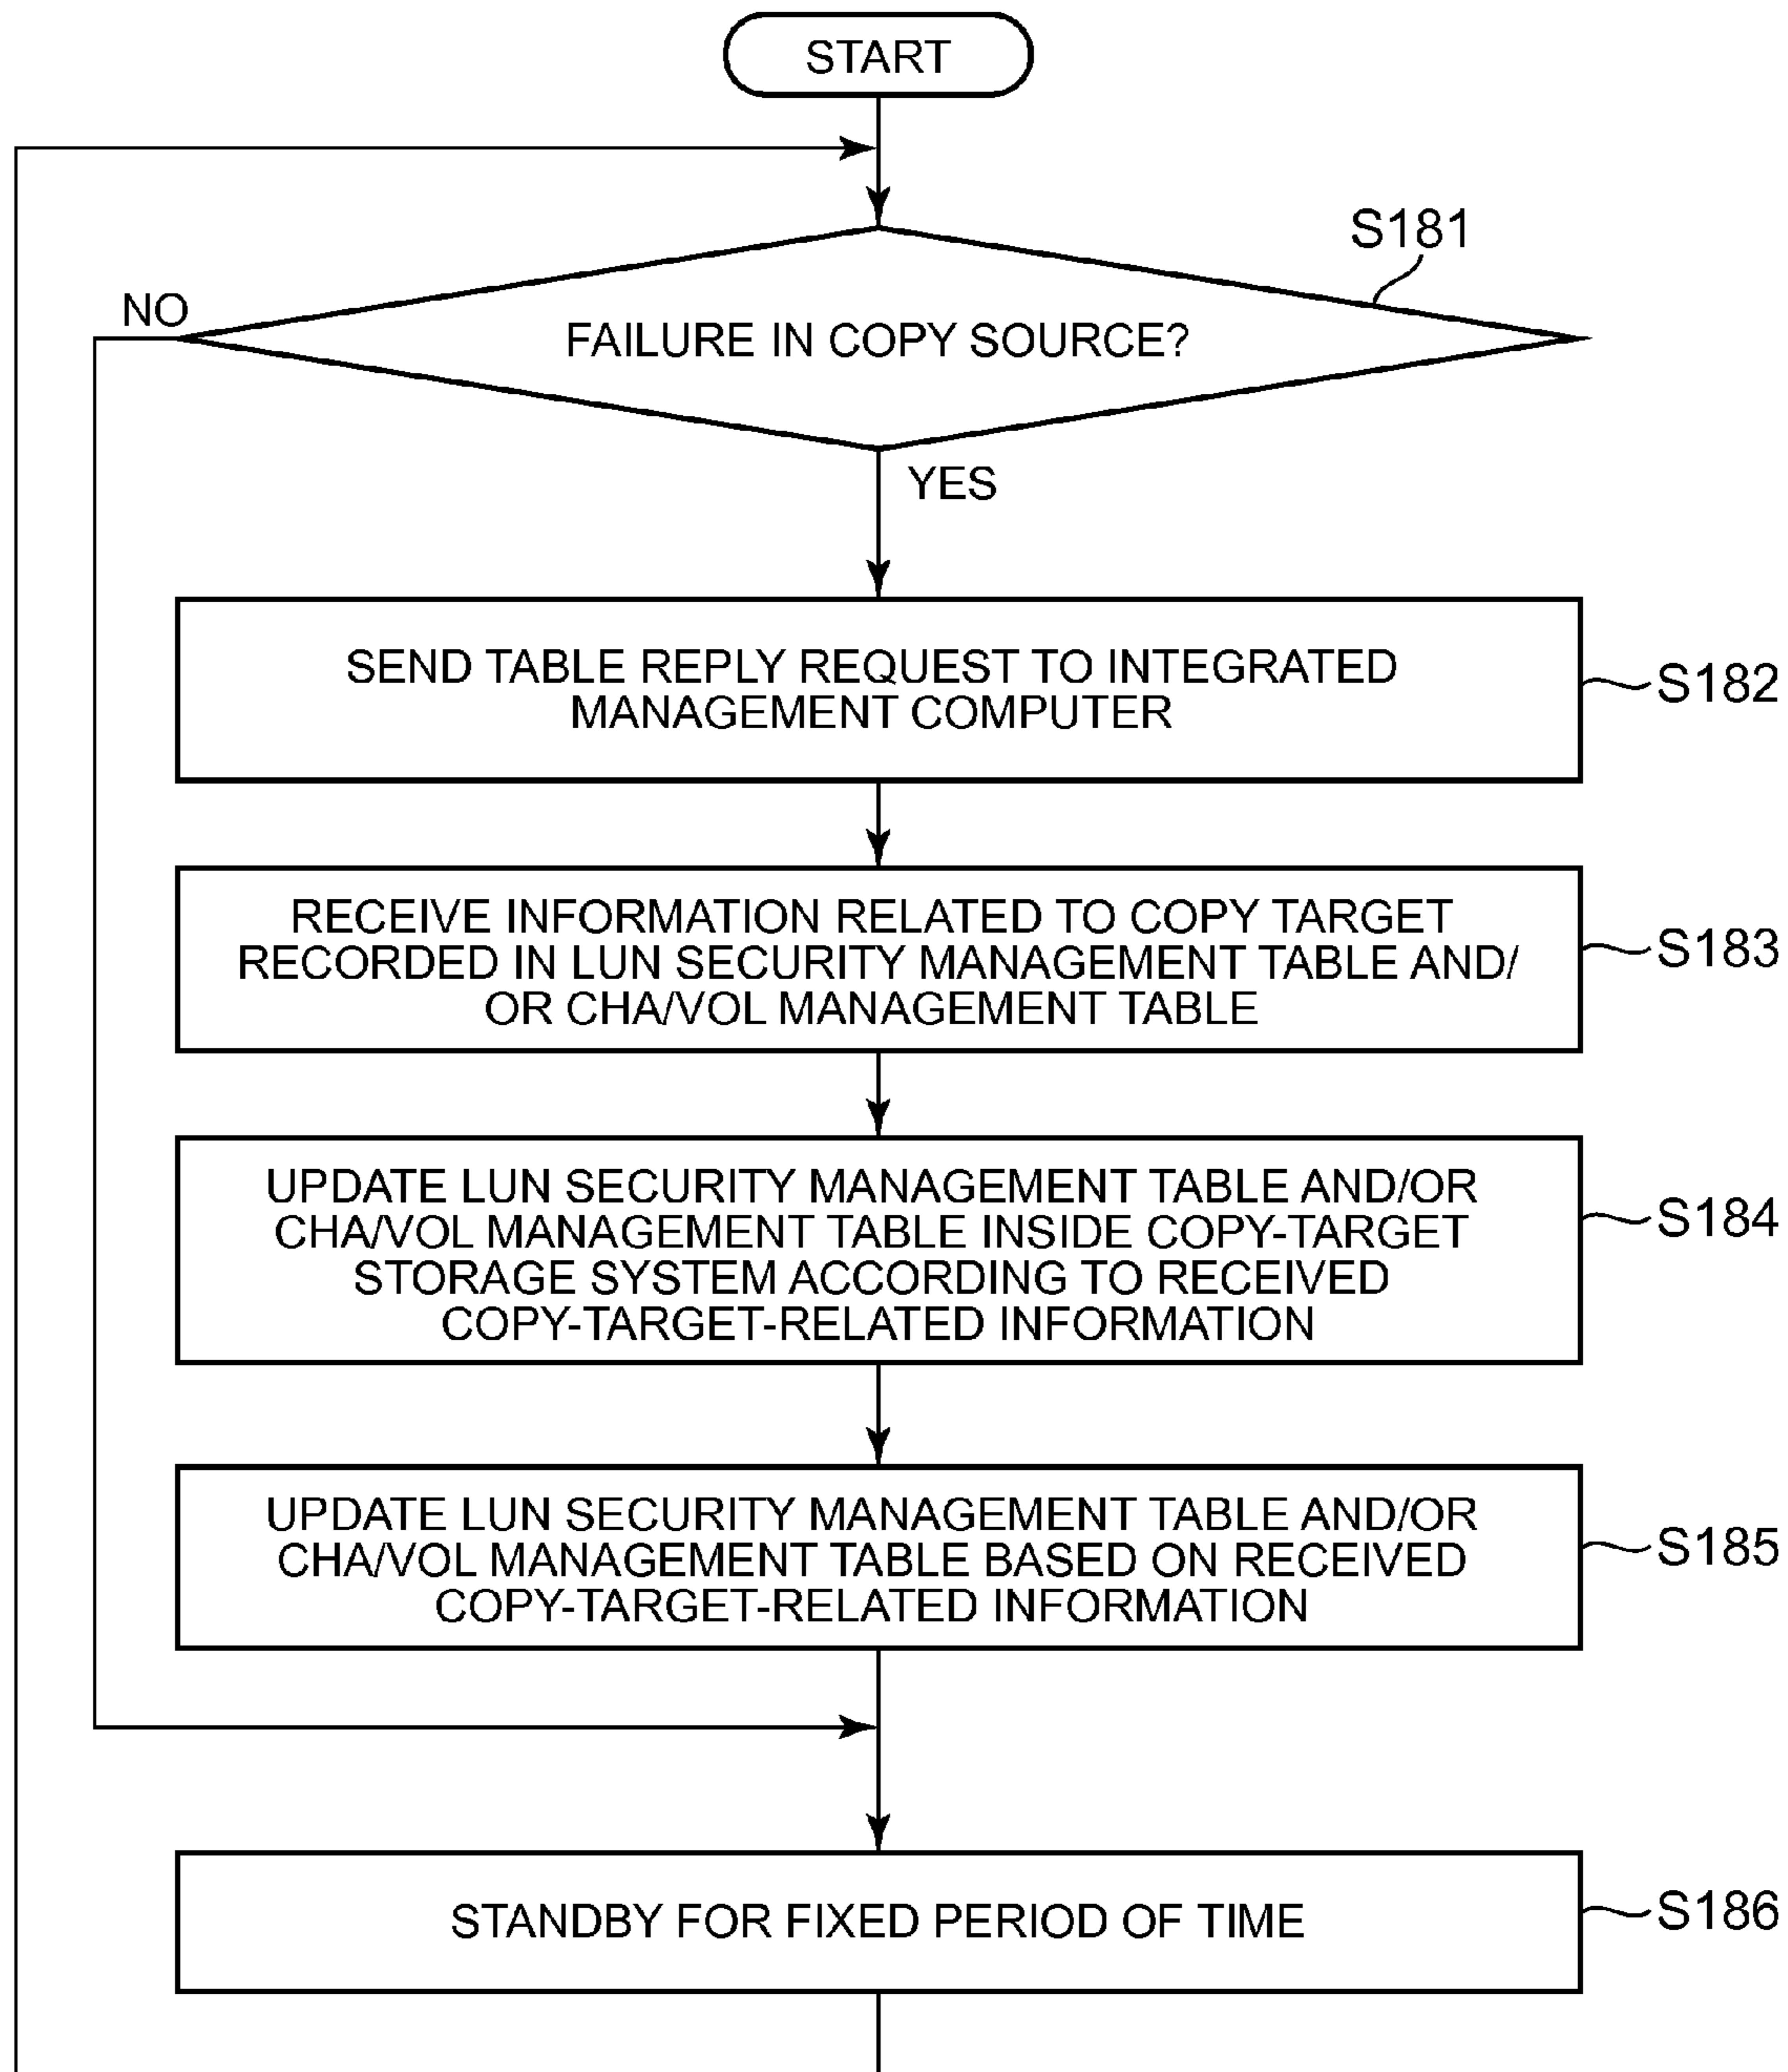 START
S181
NO
FAILURE IN COPY SOURCE?
YES
SEND TABLE REPLY REQUEST TO INTEGRATED
MANAGEMENT COMPUTER
S182
RECEIVE INFORMATION RELATED TO COPY TARGET
RECORDED IN LUN SECURITY MANAGEMENT TABLE AND/
OR CHA/VOL MANAGEMENT TABLE
S183
UPDATE LUN SECURITY MANAGEMENT TABLE AND/OR
CHA/VOL MANAGEMENT TABLE INSIDE COPY-TARGET
STORAGE SYSTEM ACCORDING TO RECEIVED
COPY-TARGET-RELATED INFORMATION
S184
UPDATE LUN SECURITY MANAGEMENT TABLE AND/OR
CHA/VOL MANAGEMENT TABLE BASED ON RECEIVED
COPY-TARGET-RELATED INFORMATION
S185
STANDBY FOR FIXED PERIOD OF TIME
S186